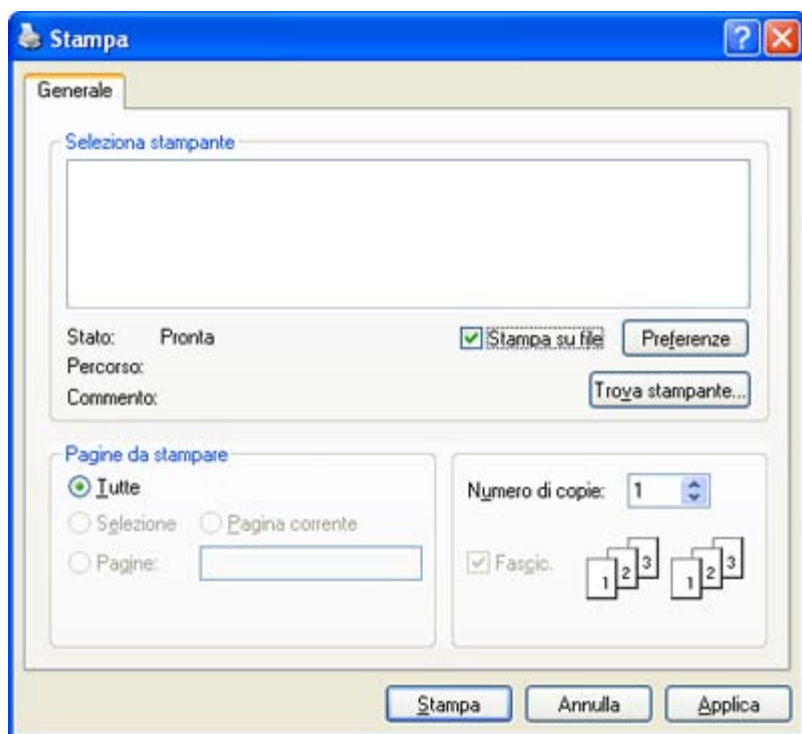 Stampa
Generale
Seleziona stampante
Stato: Pronta
Stampa su file
Preferenze
Percorso:
Commento:
Trova stampante...
Pagine da stampare
Tutte
Selezione
Pagina corrente
Pagine:
Numero di copie: 1
Fascic.
1 2 3 1 2 3
Stampa
Annulla
Applica